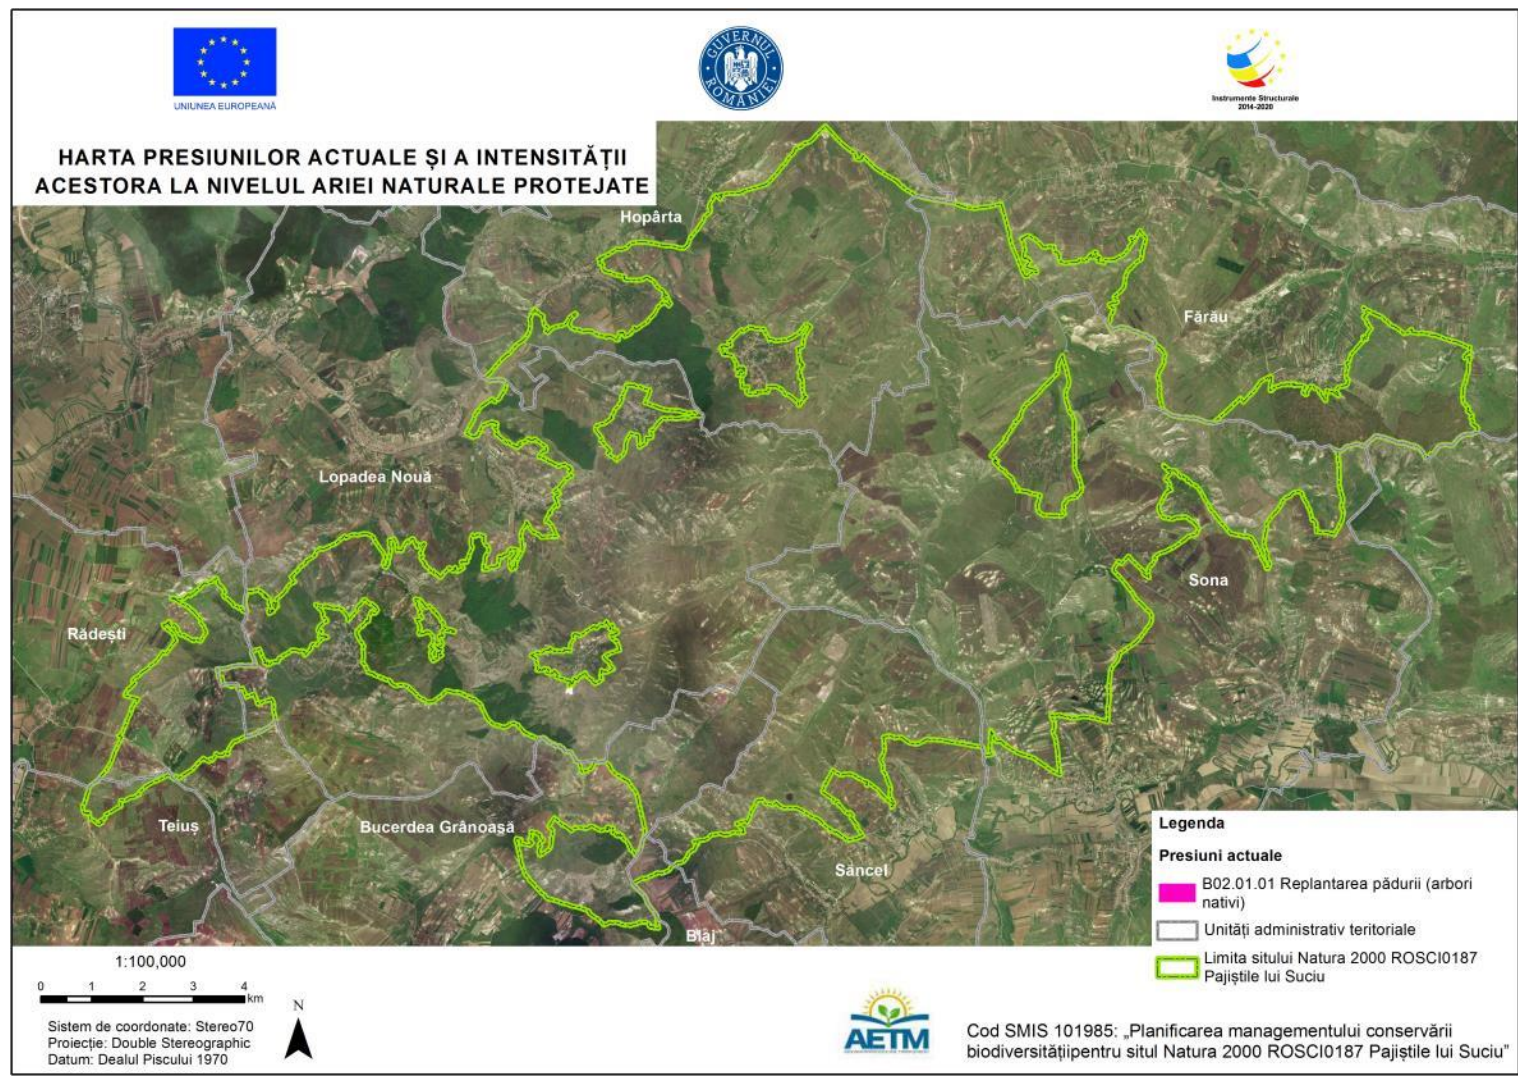 UNIUNEA EUROPEANĂ
GUVERNUL ROMÂNIEI
Instrumente Structurale
2014-2020
HARTA PRESIUNILOR ACTUALE ȘI A INTENSITĂȚII
ACESTORA LA NIVELUL ARIEI NATURALE PROTEJATE
Hopârta
Fărău
Lopadea Nouă
Sona
Rădești
Teiuș
Bucerdea Grânoasă
Sâncel
Blaj
Legenda
Presiuni actuale
B02.01.01 Replantarea pădurii (arbori
nativi)
Unități administrativ teritoriale
Limita sitului Natura 2000 ROSCI0187
Pajiștile lui Suciu
1:100,000
0 1 2 3 4
km
N
Sistem de coordonate: Stereo70
Proiecție: Double Stereographic
Datum: Dealul Piscului 1970
AETM
Cod SMIS 101985: „Planificarea managementului conservării
biodiversitățiipentru situl Natura 2000 ROSCI0187 Pajiștile lui Suciu”